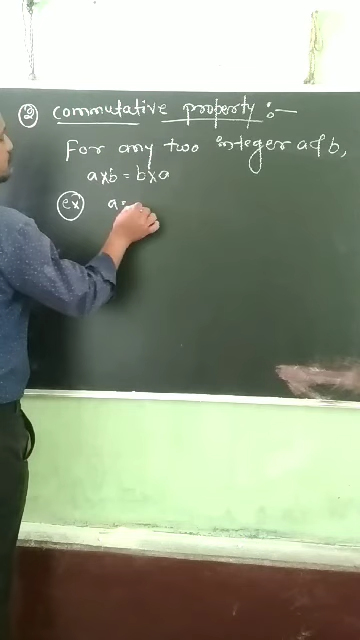 ② commutative property :-
For any two integer a & b,
a×b = b×a
ex a=